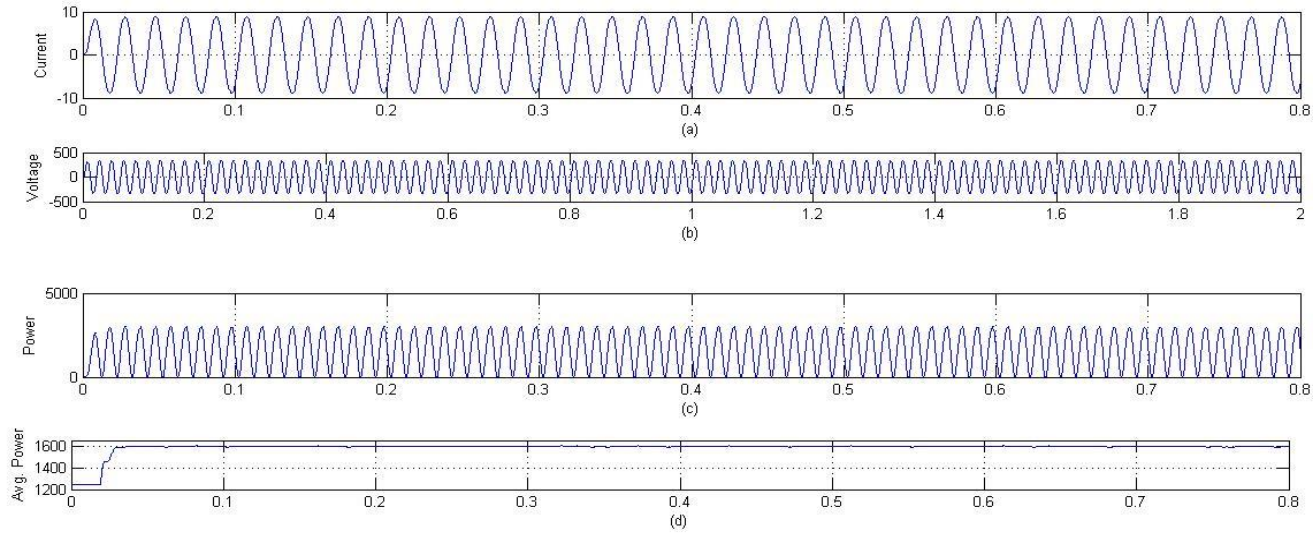 10
Current
0
-10
0 0.1 0.2 0.3 0.4 0.5 0.6 0.7 0.8
(a)
500
Voltage
0
-500
0 0.2 0.4 0.6 0.8 1 1.2 1.4 1.6 1.8 2
(b)
5000
Power
0
0 0.1 0.2 0.3 0.4 0.5 0.6 0.7 0.8
(c)
Avg. Power
1600
1400
1200
0 0.1 0.2 0.3 0.4 0.5 0.6 0.7 0.8
(d)